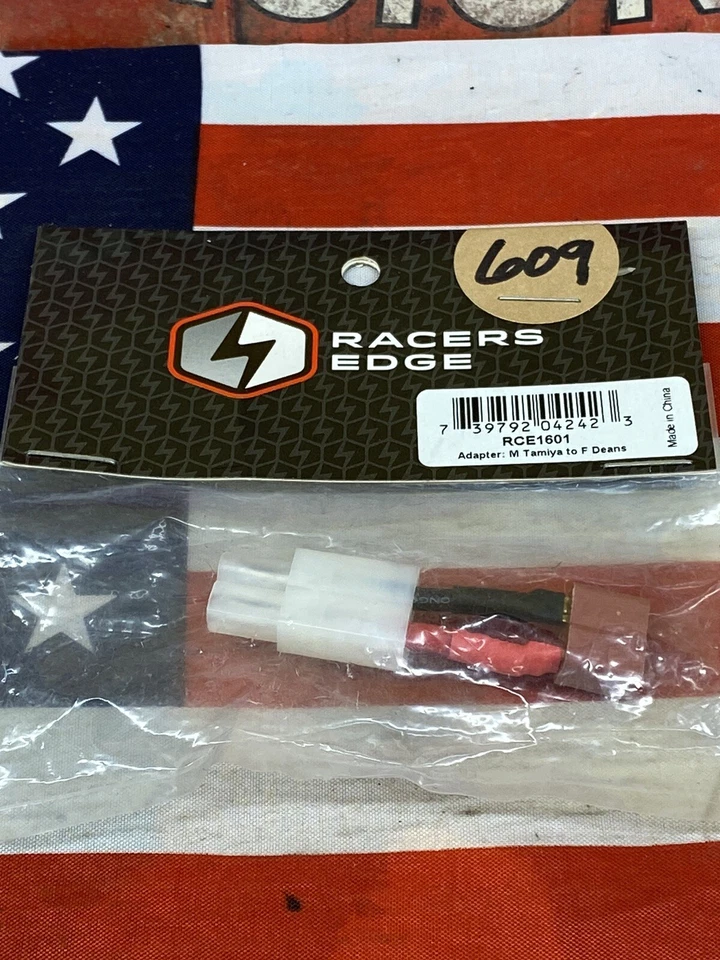 609
RACERS
EDGE
7 39792 04242 3
RCE1601
Adapter: M Tamiya to F Deans
Made in China